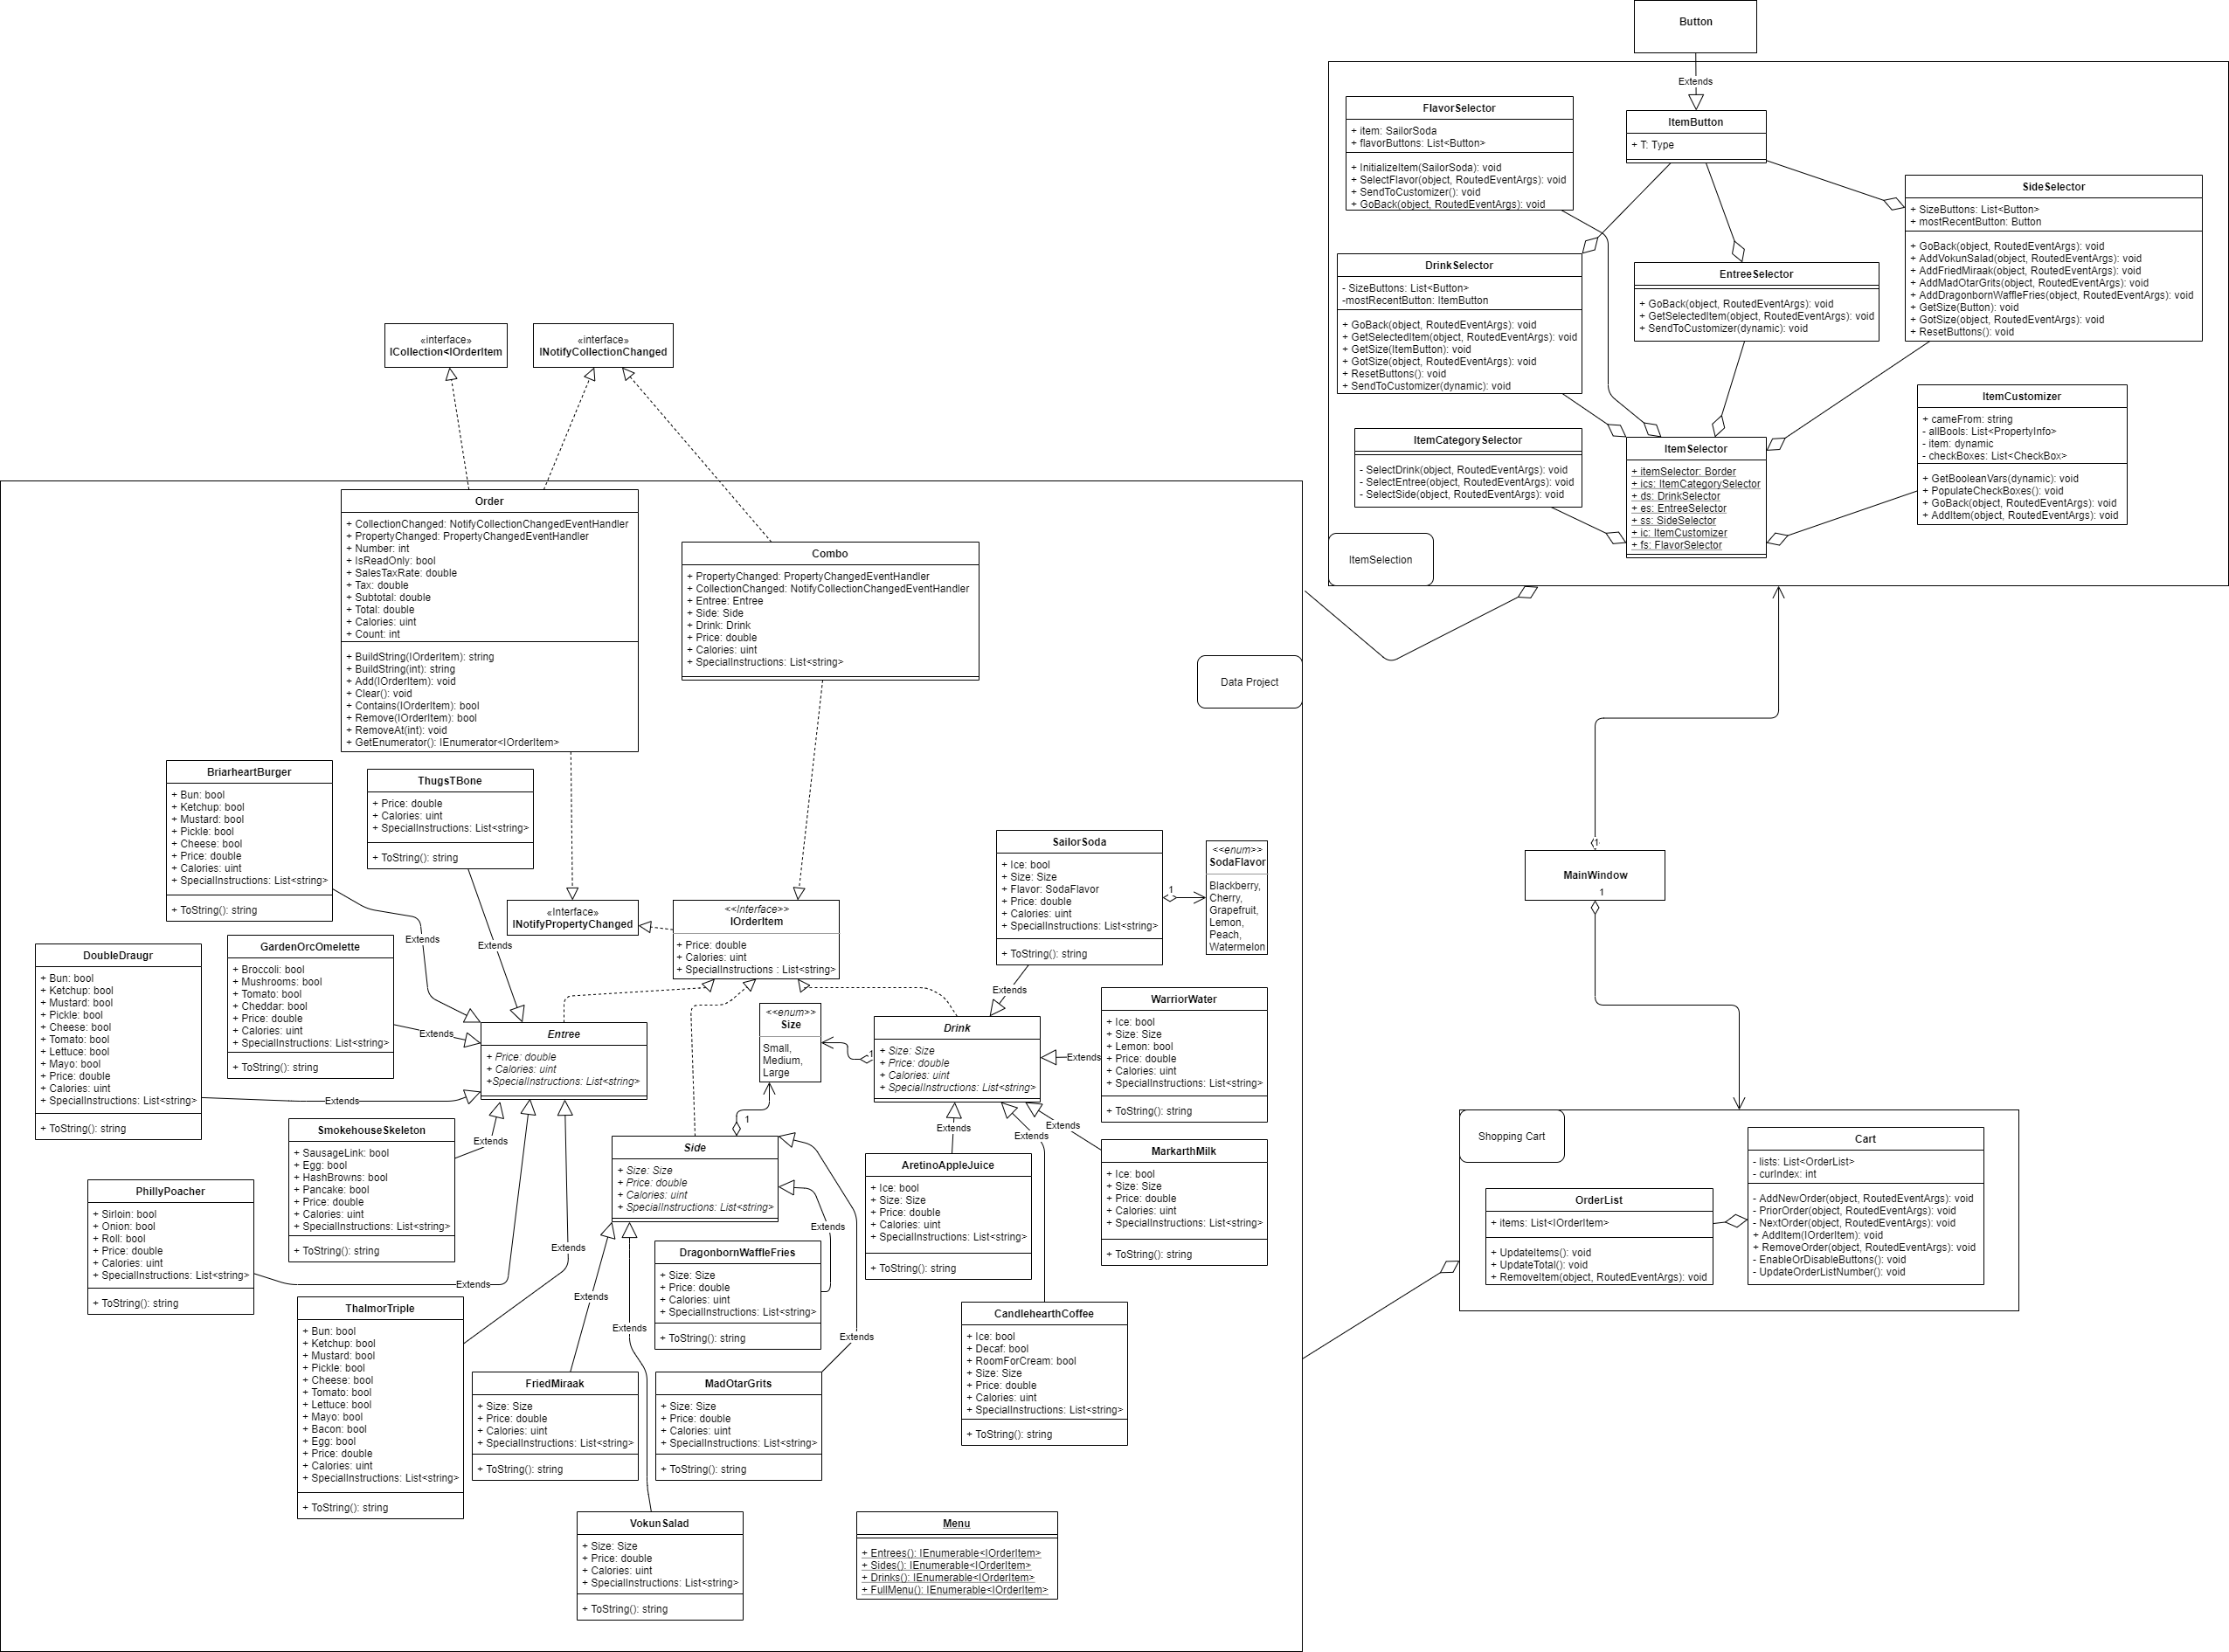 Button
Extends
ItemButton
+ T: Type
FlavorSelector
+ item: SailorSoda
+ flavorButtons: List<Button>
+ InitializeItem(SailorSoda): void
+ SelectFlavor(object, RoutedEventArgs): void
+ SendToCustomizer(): void
+ GoBack(object, RoutedEventArgs): void
SideSelector
+ SizeButtons: List<Button>
+ mostRecentButton: Button
+ GoBack(object, RoutedEventArgs): void
+ AddVokunSalad(object, RoutedEventArgs): void
+ AddFriedMiraak(object, RoutedEventArgs): void
+ AddMadOtarGrits(object, RoutedEventArgs): void
+ AddDragonbornWaffleFries(object, RoutedEventArgs): void
+ GetSize(Button): void
+ GotSize(object, RoutedEventArgs): void
+ ResetButtons(): void
DrinkSelector
- SizeButtons: List<Button>
-mostRecentButton: ItemButton
+ GoBack(object, RoutedEventArgs): void
+ GetSelectedItem(object, RoutedEventArgs): void
+ GetSize(ItemButton): void
+ GotSize(object, RoutedEventArgs): void
+ ResetButtons(): void
+ SendToCustomizer(dynamic): void
EntreeSelector
+ GoBack(object, RoutedEventArgs): void
+ GetSelectedItem(object, RoutedEventArgs): void
+ SendToCustomizer(dynamic): void
ItemCustomizer
+ cameFrom: string
- allBools: List<PropertyInfo>
- item: dynamic
- checkBoxes: List<CheckBox>
+ GetBooleanVars(dynamic): void
+ PopulateCheckBoxes(): void
+ GoBack(object, RoutedEventArgs): void
+ AddItem(object, RoutedEventArgs): void
ItemCategorySelector
- SelectDrink(object, RoutedEventArgs): void
- SelectEntree(object, RoutedEventArgs): void
- SelectSide(object, RoutedEventArgs): void
ItemSelector
+ itemSelector: Border
+ ics: ItemCategorySelector
+ ds: DrinkSelector
+ es: EntreeSelector
+ ss: SideSelector
+ ic: ItemCustomizer
+ fs: FlavorSelector
ItemSelection
«interface»
ICollection<IOrderItem
«interface»
INotifyCollectionChanged
Order
+ CollectionChanged: NotifyCollectionChangedEventHandler
+ PropertyChanged: PropertyChangedEventHandler
+ Number: int
+ IsReadOnly: bool
+ SalesTaxRate: double
+ Tax: double
+ Subtotal: double
+ Total: double
+ Calories: uint
+ Count: int
+ BuildString(IOrderItem): string
+ BuildString(int): string
+ Add(IOrderItem): void
+ Clear(): void
+ Contains(IOrderItem): bool
+ Remove(IOrderItem): bool
+ RemoveAt(int): void
+ GetEnumerator(): IEnumerator<IOrderItem>
Combo
+ PropertyChanged: PropertyChangedEventHandler
+ CollectionChanged: NotifyCollectionChangedEventHandler
+ Entree: Entree
+ Side: Side
+ Drink: Drink
+ Price: double
+ Calories: uint
+ SpecialInstructions: List<string>
Data Project
BriarheartBurger
+ Bun: bool
+ Ketchup: bool
+ Mustard: bool
+ Pickle: bool
+ Cheese: bool
+ Price: double
+ Calories: uint
+ SpecialInstructions: List<string>
+ ToString(): string
ThugsTBone
+ Price: double
+ Calories: uint
+ SpecialInstructions: List<string>
+ ToString(): string
«Interface»
INotifyPropertyChanged
<<Interface>>
IOrderItem
+ Price: double
+ Calories: uint
+ SpecialInstructions : List<string>
SailorSoda
+ Ice: bool
+ Size: Size
+ Flavor: SodaFlavor
+ Price: double
+ Calories: uint
+ SpecialInstructions: List<string>
+ ToString(): string
1
<<enum>>
SodaFlavor
Blackberry,
Cherry,
Grapefruit,
Lemon,
Peach,
Watermelon
1
MainWindow
1
Extends
Extends
Extends
DoubleDraugr
+ Bun: bool
+ Ketchup: bool
+ Mustard: bool
+ Pickle: bool
+ Cheese: bool
+ Tomato: bool
+ Lettuce: bool
+ Mayo: bool
+ Price: double
+ Calories: uint
+ SpecialInstructions: List<string>
+ ToString(): string
GardenOrcOmelette
+ Broccoli: bool
+ Mushrooms: bool
+ Tomato: bool
+ Cheddar: bool
+ Price: double
+ Calories: uint
+ SpecialInstructions: List<string>
+ ToString(): string
Extends
Extends
Entree
+ Price: double
+ Calories: uint
+SpecialInstructions: List<string>
<<enum>>
Size
Small,
Medium,
Large
1
Drink
+ Size: Size
+ Price: double
+ Calories: uint
+ SpecialInstructions: List<string>
Extends
WarriorWater
+ Ice: bool
+ Size: Size
+ Lemon: bool
+ Price: double
+ Calories: uint
+ SpecialInstructions: List<string>
+ ToString(): string
SmokehouseSkeleton
+ SausageLink: bool
+ Egg: bool
+ HashBrowns: bool
+ Pancake: bool
+ Price: double
+ Calories: uint
+ SpecialInstructions: List<string>
+ ToString(): string
Extends
1
Side
+ Size: Size
+ Price: double
+ Calories: uint
+ SpecialInstructions: List<string>
Extends
Extends
Extends
AretinoAppleJuice
+ Ice: bool
+ Size: Size
+ Price: double
+ Calories: uint
+ SpecialInstructions: List<string>
+ ToString(): string
MarkarthMilk
+ Ice: bool
+ Size: Size
+ Price: double
+ Calories: uint
+ SpecialInstructions: List<string>
+ ToString(): string
PhillyPoacher
+ Sirloin: bool
+ Onion: bool
+ Roll: bool
+ Price: double
+ Calories: uint
+ SpecialInstructions: List<string>
+ ToString(): string
Extends
Extends
Extends
DragonbornWaffleFries
+ Size: Size
+ Price: double
+ Calories: uint
+ SpecialInstructions: List<string>
+ ToString(): string
Extends
Extends
Extends
ThalmorTriple
+ Bun: bool
+ Ketchup: bool
+ Mustard: bool
+ Pickle: bool
+ Cheese: bool
+ Tomato: bool
+ Lettuce: bool
+ Mayo: bool
+ Bacon: bool
+ Egg: bool
+ Price: double
+ Calories: uint
+ SpecialInstructions: List<string>
+ ToString(): string
FriedMiraak
+ Size: Size
+ Price: double
+ Calories: uint
+ SpecialInstructions: List<string>
+ ToString(): string
MadOtarGrits
+ Size: Size
+ Price: double
+ Calories: uint
+ SpecialInstructions: List<string>
+ ToString(): string
CandlehearthCoffee
+ Ice: bool
+ Decaf: bool
+ RoomForCream: bool
+ Size: Size
+ Price: double
+ Calories: uint
+ SpecialInstructions: List<string>
+ ToString(): string
VokunSalad
+ Size: Size
+ Price: double
+ Calories: uint
+ SpecialInstructions: List<string>
+ ToString(): string
Menu
+ Entrees(): IEnumerable<IOrderItem>
+ Sides(): IEnumerable<IOrderItem>
+ Drinks(): IEnumerable<IOrderItem>
+ FullMenu(): IEnumerable<IOrderItem>
Shopping Cart
Cart
- lists: List<OrderList>
- curIndex: int
- AddNewOrder(object, RoutedEventArgs): void
- PriorOrder(object, RoutedEventArgs): void
- NextOrder(object, RoutedEventArgs): void
+ AddItem(IOrderItem): void
+ RemoveOrder(object, RoutedEventArgs): void
- EnableOrDisableButtons(): void
- UpdateOrderListNumber(): void
OrderList
+ items: List<IOrderItem>
+ UpdateItems(): void
+ UpdateTotal(): void
+ RemoveItem(object, RoutedEventArgs): void